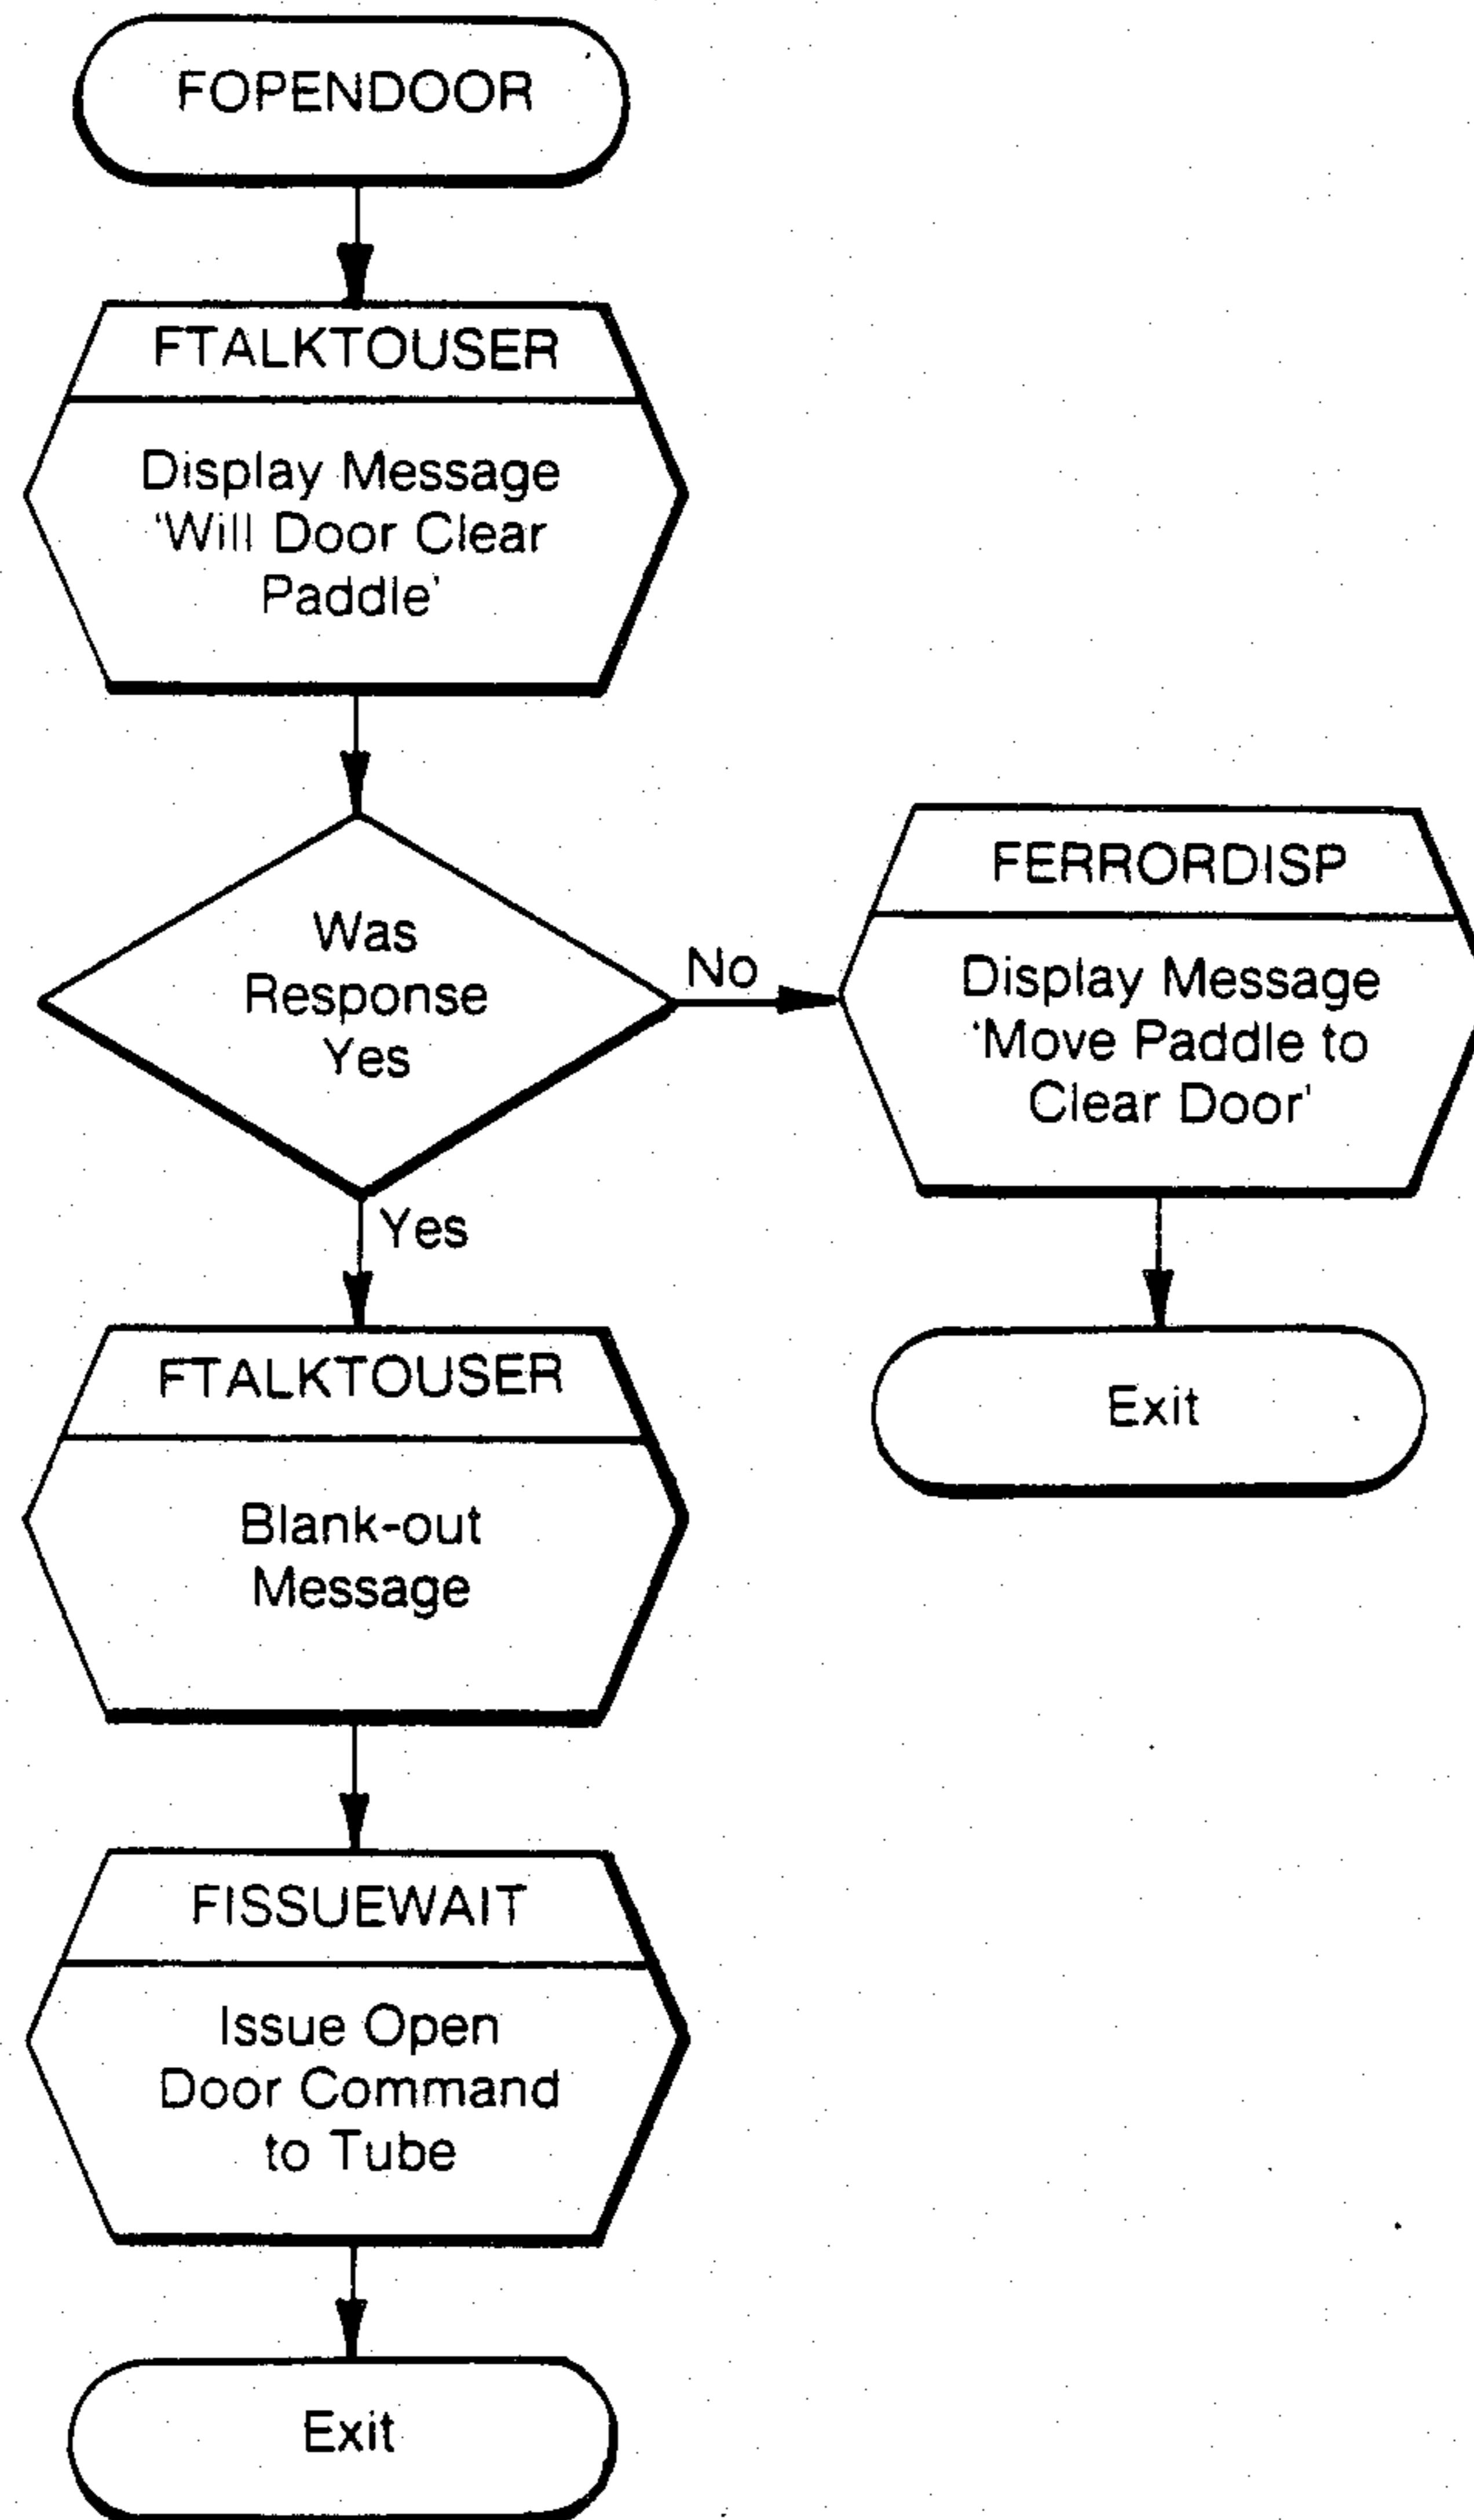 FOPENDOOR
FTALKTOUSER
Display Message
'Will Door Clear
Paddle'
Was
Response
Yes
No
FERRORDISP
Display Message
'Move Paddle to
Clear Door'
Exit
Yes
FTALKTOUSER
Blank-out
Message
FISSUEWAIT
Issue Open
Door Command
to Tube
Exit